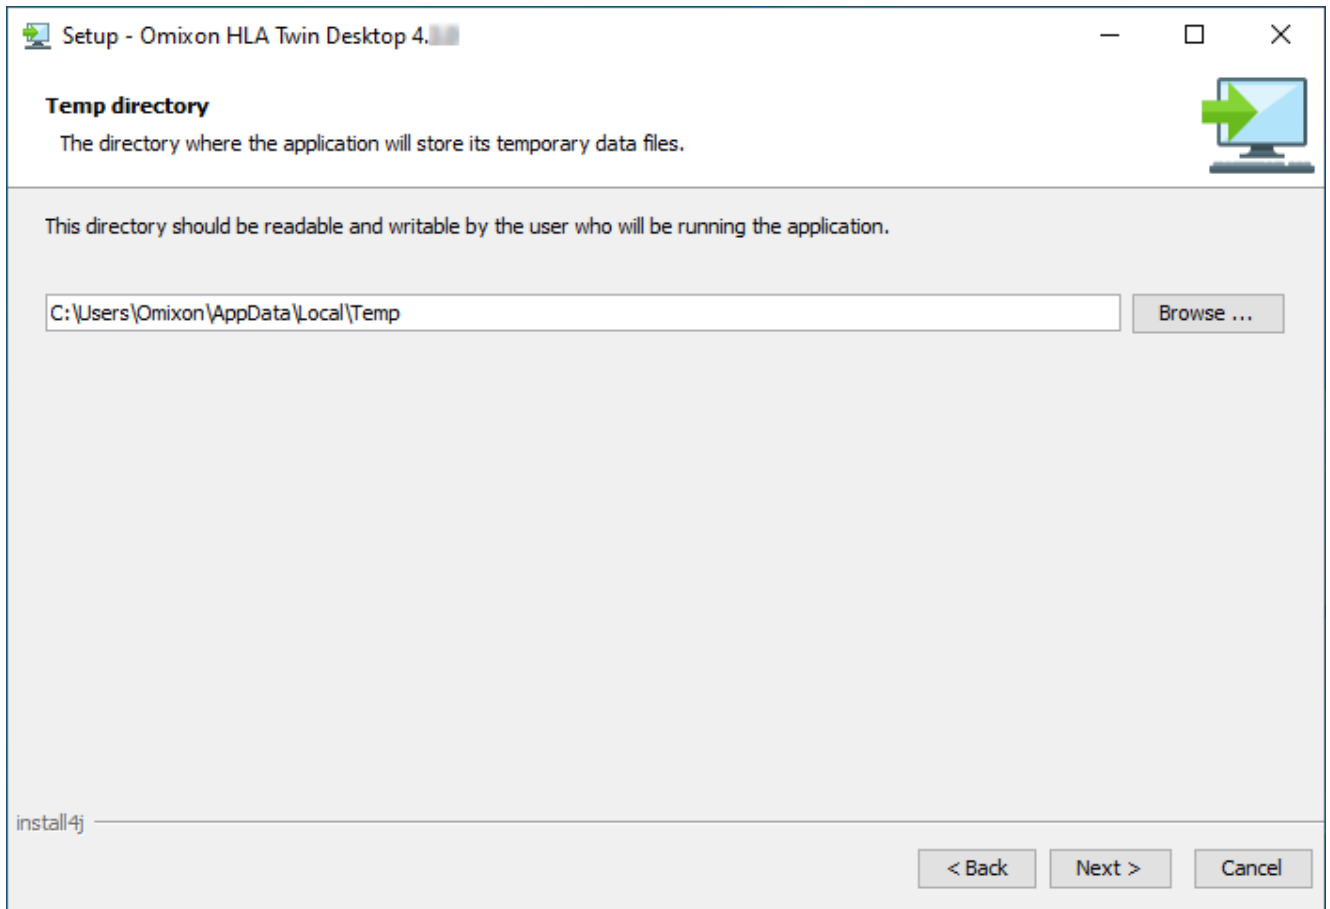 Setup - Omixon HLA Twin Desktop 4.
Temp directory
The directory where the application will store its temporary data files.
This directory should be readable and writable by the user who will be running the application.
C:\Users\Omixon\AppData\Local\Temp
Browse ...
install4j
< Back
Next >
Cancel